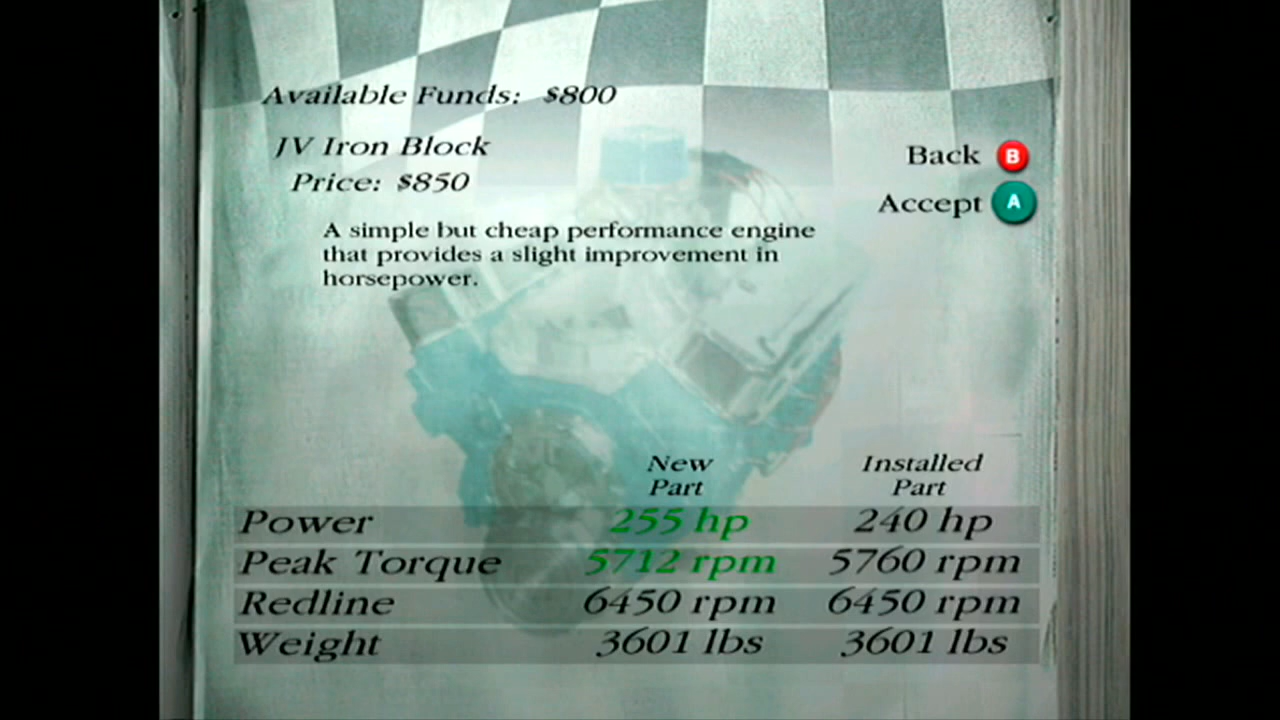 Available Funds: $800
JV Iron Block
Price: $850
Back B
Accept A
A simple but cheap performance engine
that provides a slight improvement in
horsepower.
New Part Installed Part
Power 255 hp 240 hp
Peak Torque 5712 rpm 5760 rpm
Redline 6450 rpm 6450 rpm
Weight 3601 lbs 3601 lbs